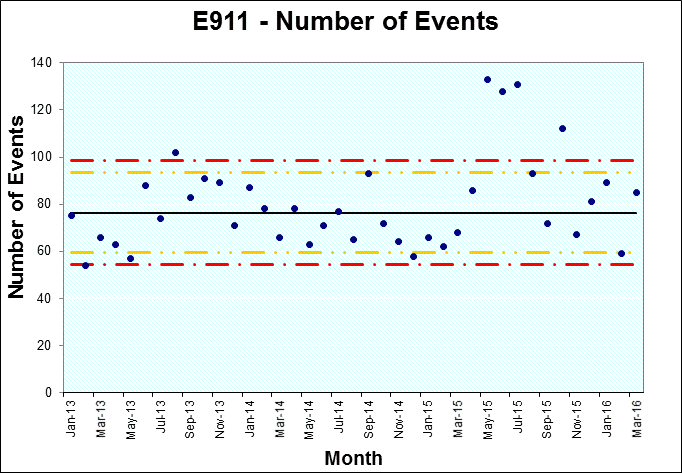 E911 - Number of Events
Number of Events
140
120
100
80
60
40
20
0
Jan-13
Mar-13
May-13
Jul-13
Sep-13
Nov-13
Jan-14
Mar-14
May-14
Jul-14
Sep-14
Nov-14
Jan-15
Mar-15
May-15
Jul-15
Sep-15
Nov-15
Jan-16
Mar-16
Month